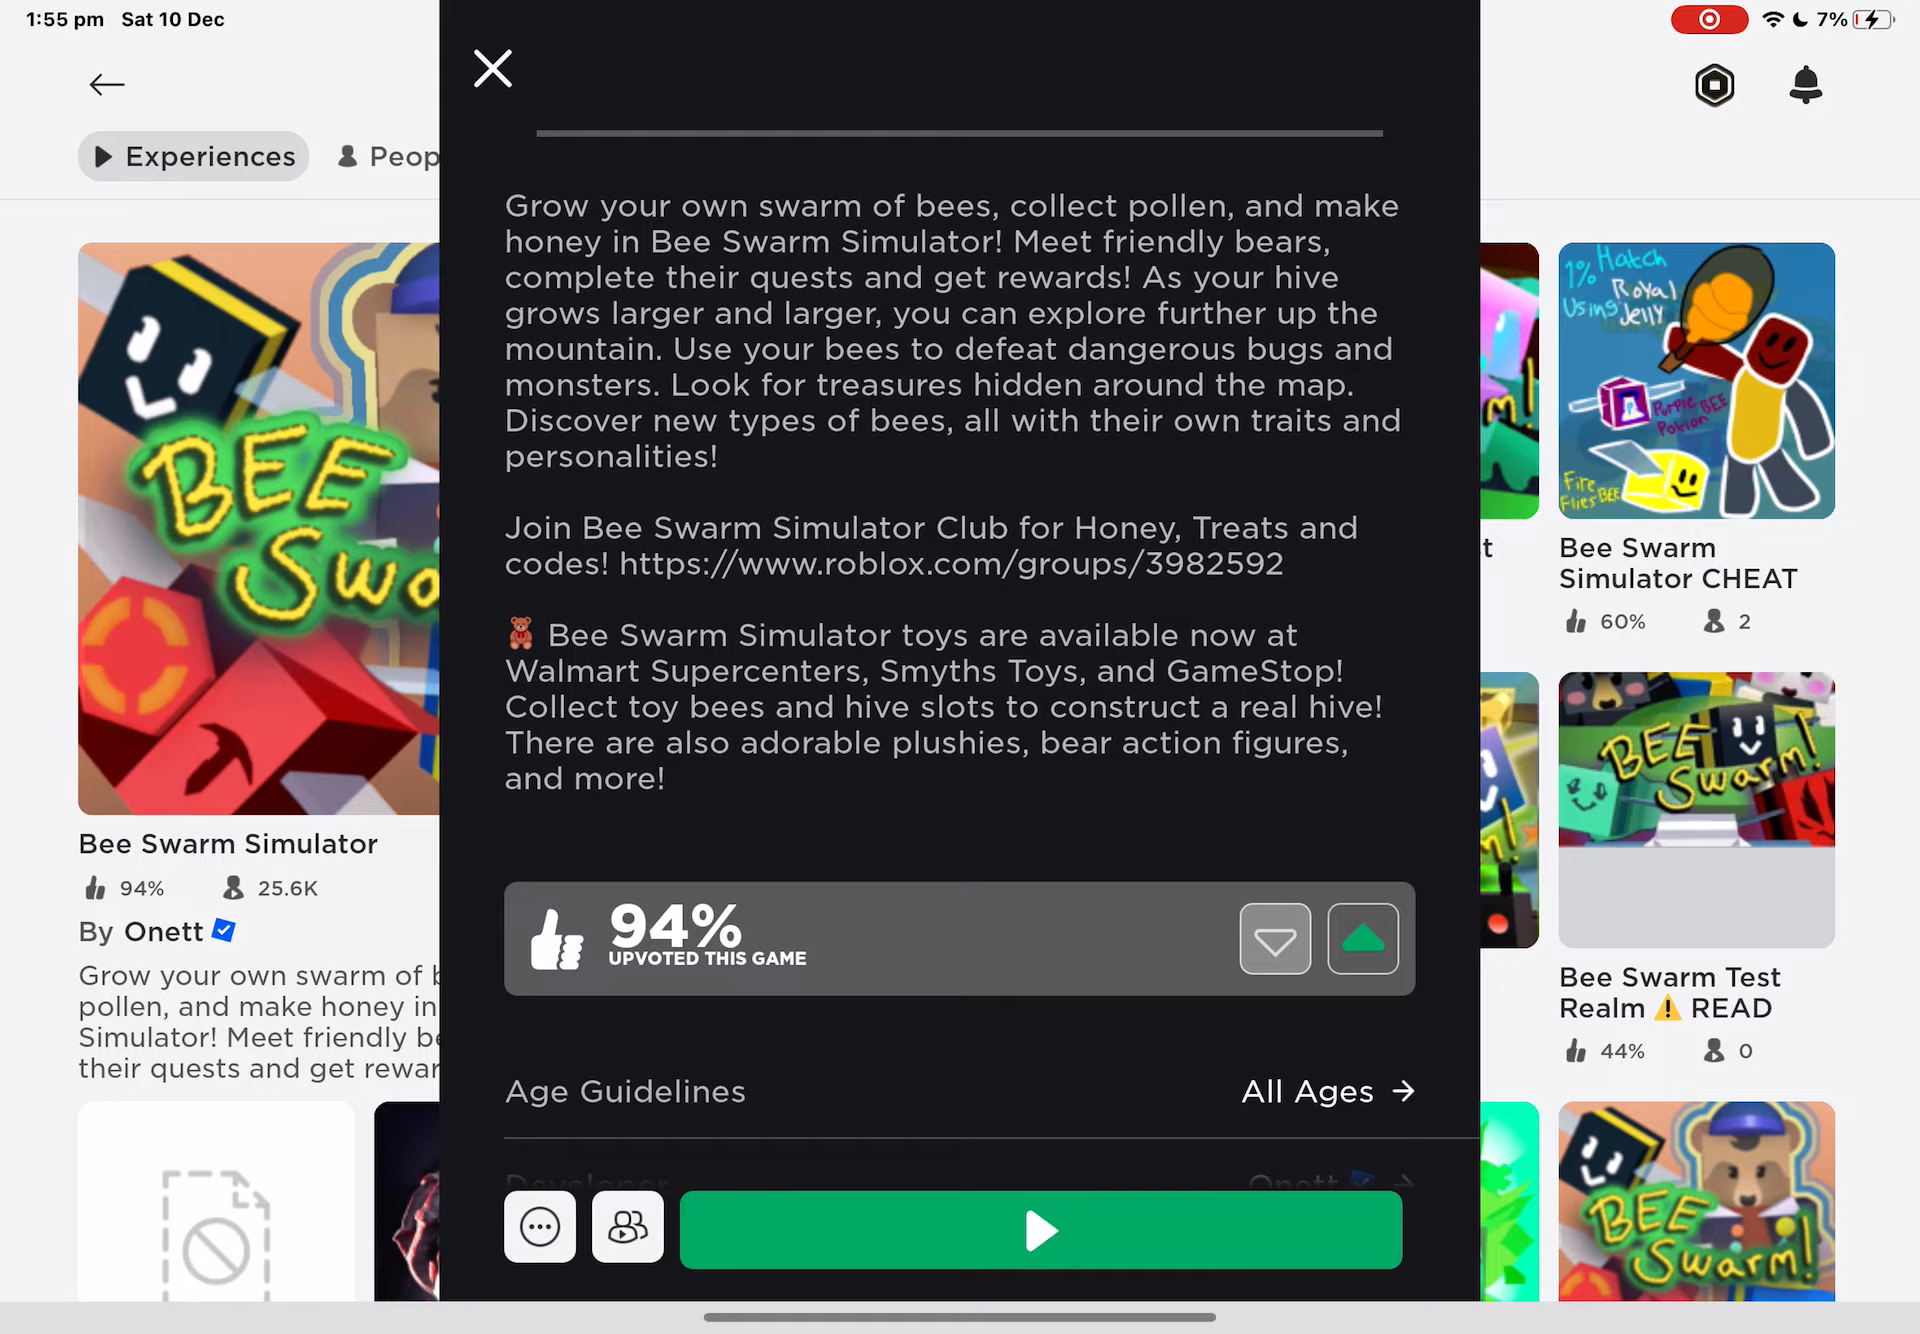 1:55 pm Sat 10 Dec
7%
Experiences
Peop
Grow your own swarm of bees, collect pollen, and make
honey in Bee Swarm Simulator! Meet friendly bears,
complete their quests and get rewards! As your hive
grows larger and larger, you can explore further up the
mountain. Use your bees to defeat dangerous bugs and
monsters. Look for treasures hidden around the map.
Discover new types of bees, all with their own traits and
personalities!
Join Bee Swarm Simulator Club for Honey, Treats and
codes! https://www.roblox.com/groups/3982592
🧸 Bee Swarm Simulator toys are available now at
Walmart Supercenters, Smyths Toys, and GameStop!
Collect toy bees and hive slots to construct a real hive!
There are also adorable plushies, bear action figures,
and more!
94%
UPVOTED THIS GAME
Age Guidelines
All Ages
Developer
Onett
BEE
Swa
Bee Swarm Simulator
94% 25.6K
By Onett
Grow your own swarm of b
pollen, and make honey in
Simulator! Meet friendly be
their quests and get rewar
t
1% Hatch
Royal
Using Jelly
Purple BEE
Potion
Fire
Flies BEE
Bee Swarm
Simulator CHEAT
60% 2
BEE
Swarm!
Bee Swarm Test
Realm ⚠️ READ
44% 0
BEE
Swarm!